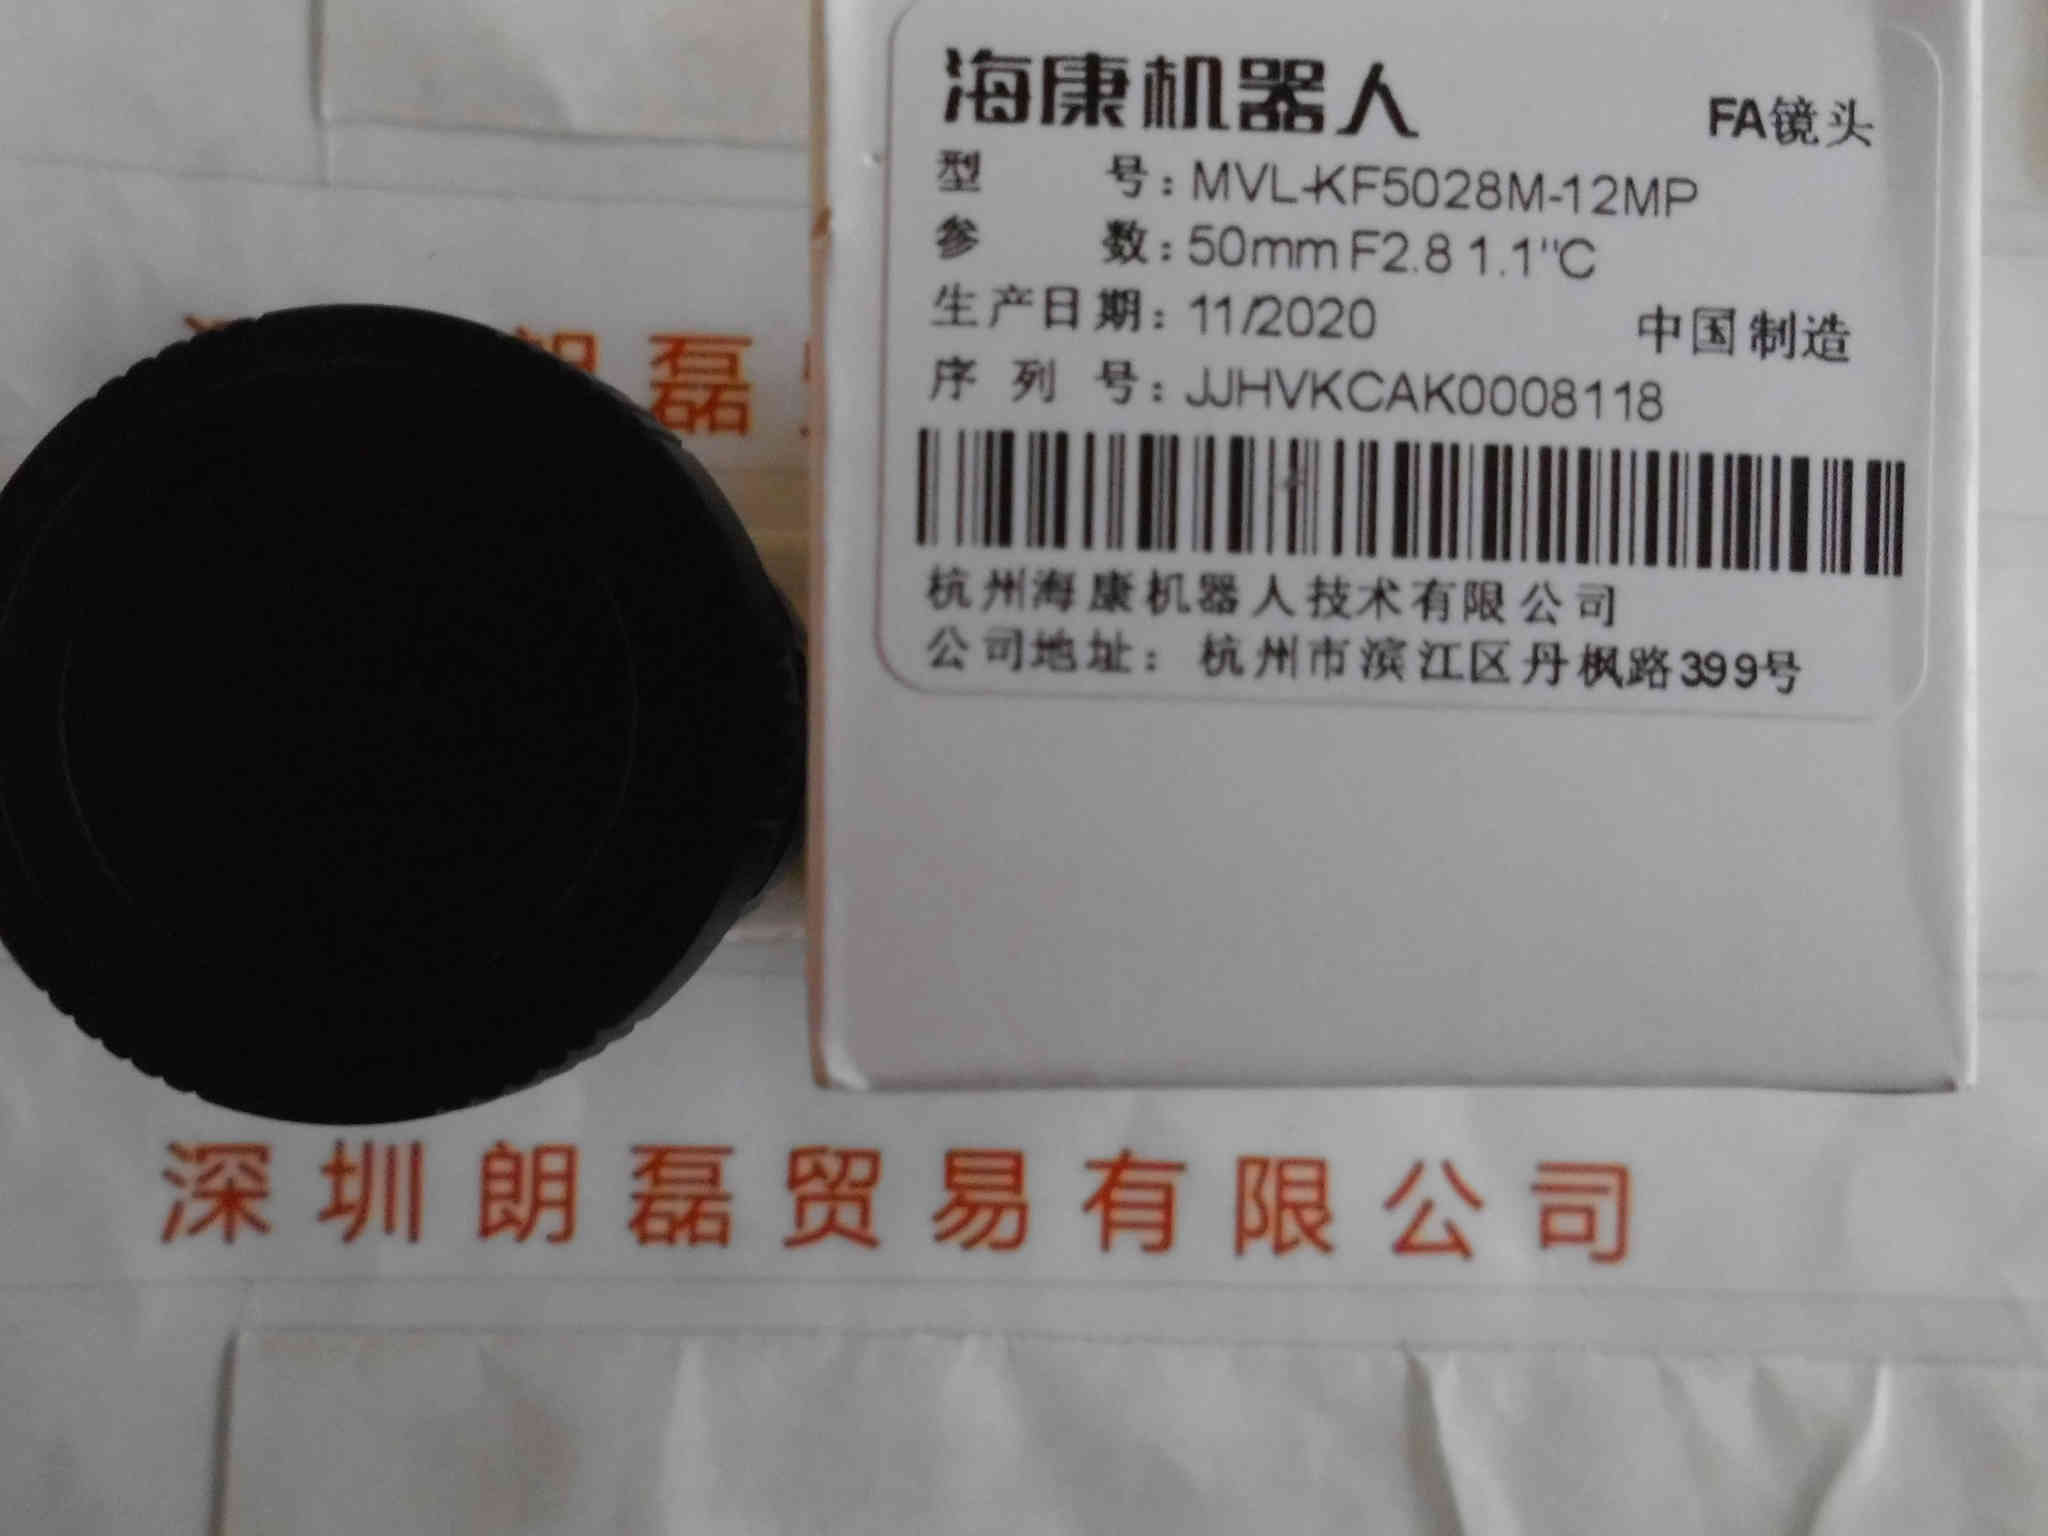 海康机器人
FA镜头
型号：MVL-KF5028M-12MP
参数：50mm F2.8 1.1"C
生产日期：11/2020
中国制造
序列号：JJHVKCAK0008118
杭州海康机器人技术有限公司
公司地址：杭州市滨江区丹枫路399号
磊
深圳朗磊贸易有限公司